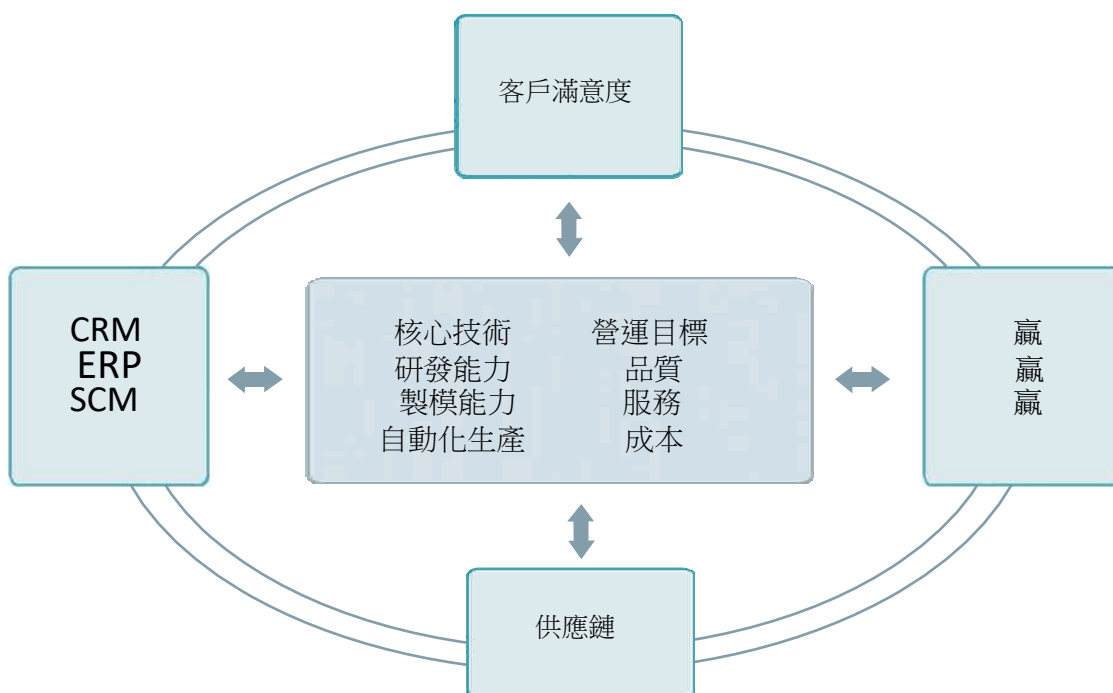 客戶滿意度
CRM
ERP
SCM
核心技術 營運目標
研發能力 品質
製模能力 服務
自動化生產 成本
贏
贏
贏
供應鏈